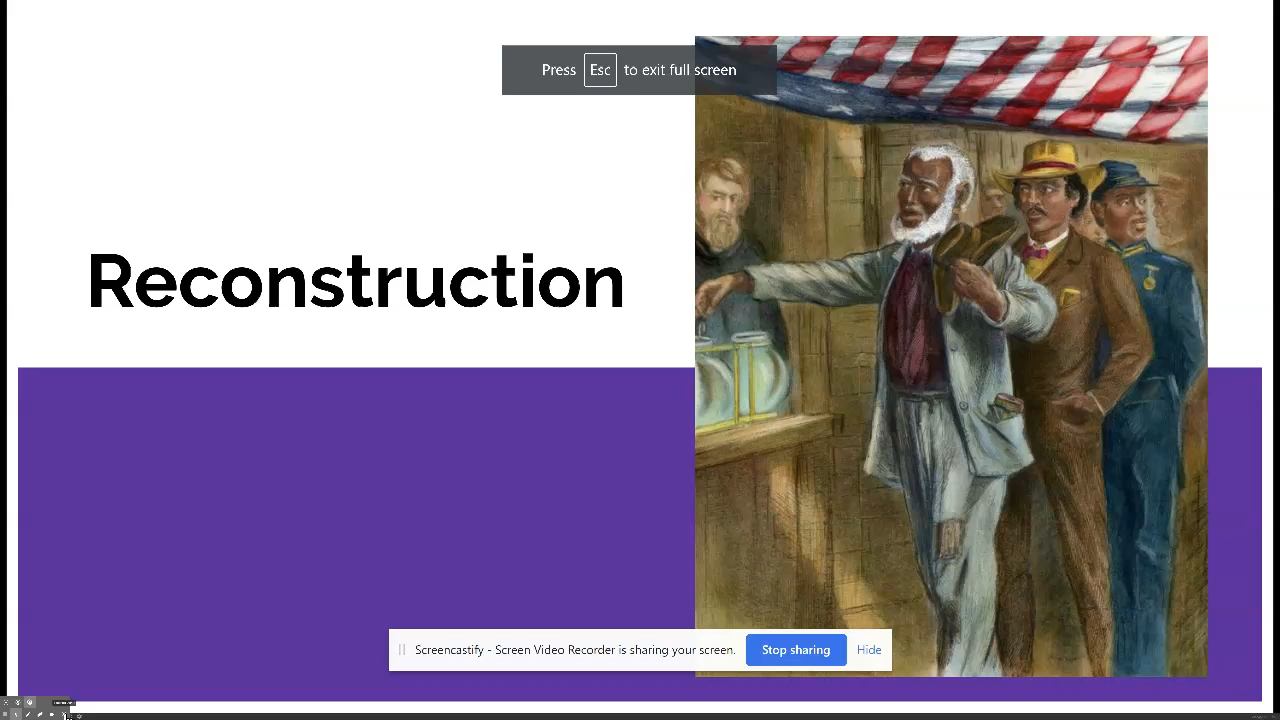 Press Esc to exit full screen
Reconstruction
Screencastify - Screen Video Recorder is sharing your screen.
Stop sharing
Hide